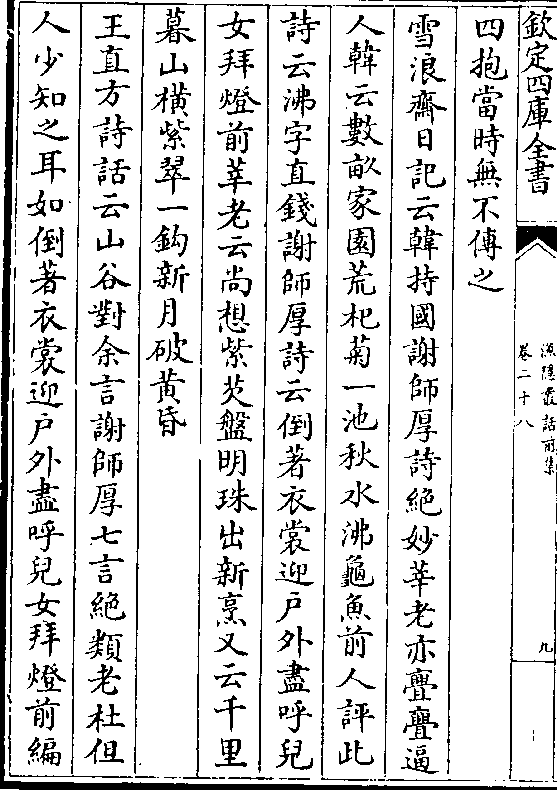 欽定四庫全書
漁隱叢話前集
卷二十八
九
四抱當時無不傳之
雪浪齋日記云韓持國謝師厚詩絕妙莘老亦亹亹逼
人韓云數畝家園荒杞菊一池秋水沸龜魚前人評此
詩云沸字直錢謝師厚詩云倒著衣裳迎戶外盡呼兒
女拜燈前莘老云尚想紫芡盤明珠出新烹又云千里
暮山橫紫翠一鈎新月破黃昏
王直方詩話云山谷對余言謝師厚七言絕類老杜但
人少知之耳如倒著衣裳迎戶外盡呼兒女拜燈前編